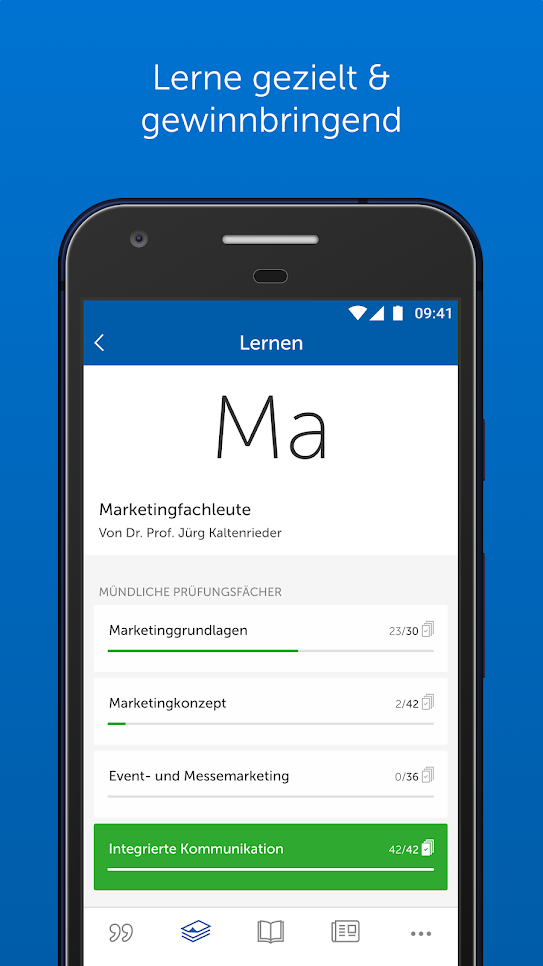 Lerne gezielt &
gewinnbringend
09:41
Lernen
Ma
Marketingfachleute
Von Dr. Prof. Jürg Kaltenrieder
MÜNDLICHE PRÜFUNGSFÄCHER
Marketinggrundlagen 23/30
Marketingkonzept 2/42
Event- und Messemarketing 0/36
Integrierte Kommunikation 42/42